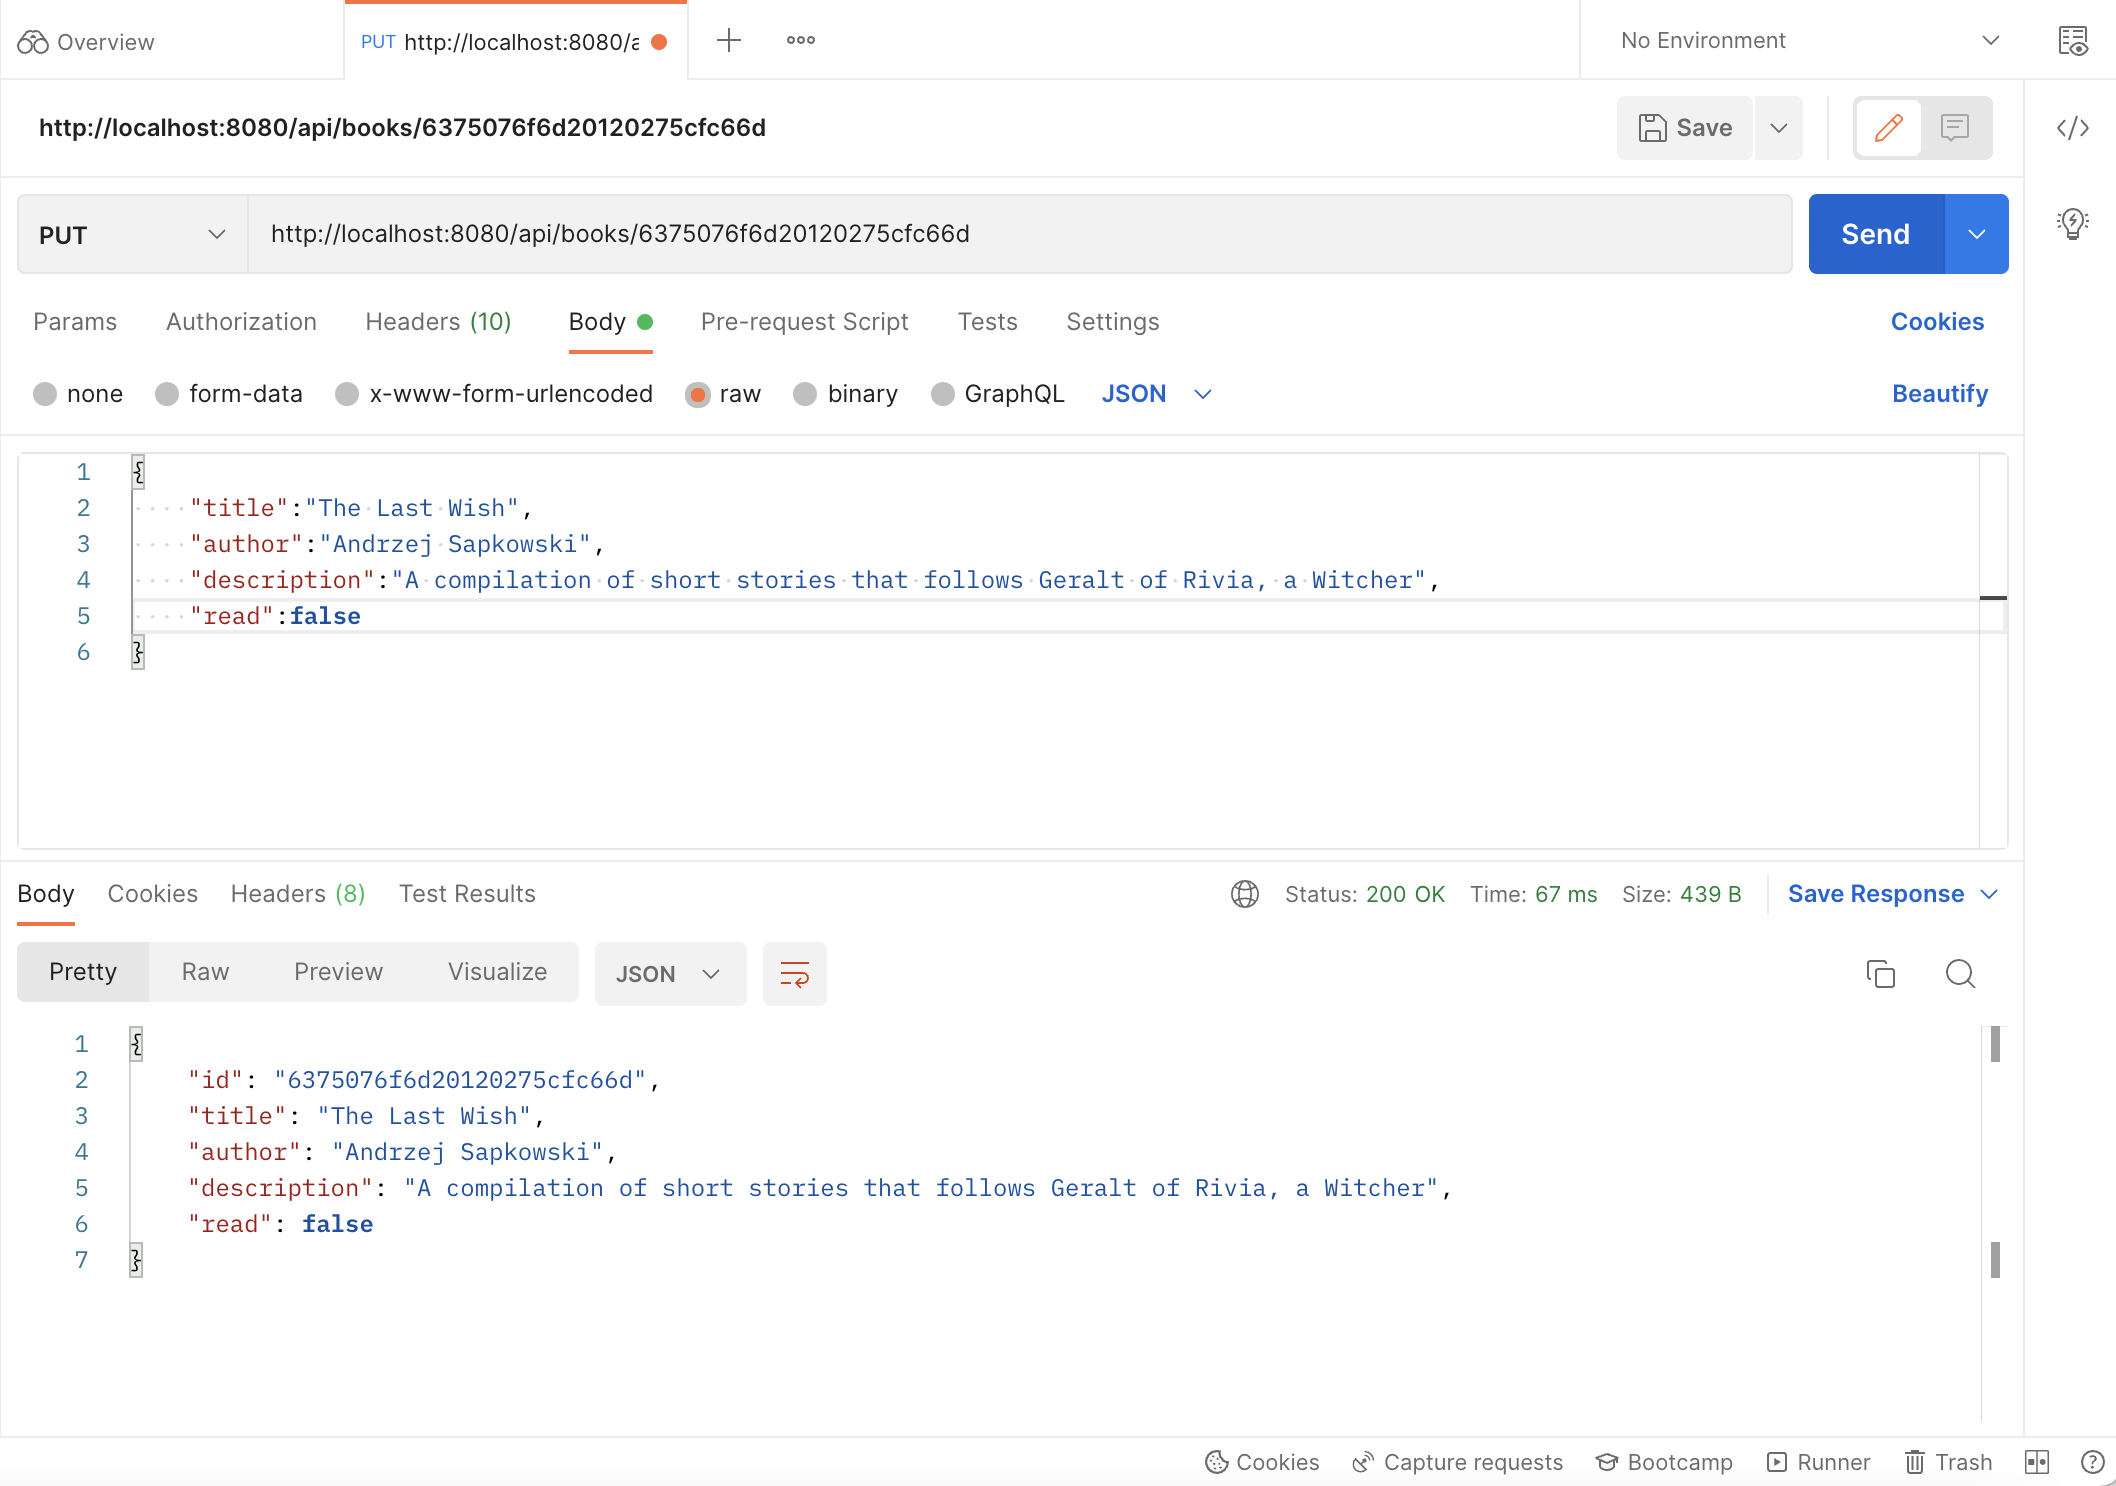 Overview
PUT http://localhost:8080/a
No Environment
http://localhost:8080/api/books/6375076f6d20120275cfc66d
Save
PUT
http://localhost:8080/api/books/6375076f6d20120275cfc66d
Send
Params Authorization Headers (10) Body Pre-request Script Tests Settings Cookies
none form-data x-www-form-urlencoded raw binary GraphQL JSON Beautify
1 {
2 "title":"The Last Wish",
3 "author":"Andrzej Sapkowski",
4 "description":"A compilation of short stories that follows Geralt of Rivia, a Witcher",
5 "read":false
6 }
Body Cookies Headers (8) Test Results Status: 200 OK Time: 67 ms Size: 439 B Save Response
Pretty Raw Preview Visualize JSON
1 {
2 "id": "6375076f6d20120275cfc66d",
3 "title": "The Last Wish",
4 "author": "Andrzej Sapkowski",
5 "description": "A compilation of short stories that follows Geralt of Rivia, a Witcher",
6 "read": false
7 }
Cookies Capture requests Bootcamp Runner Trash